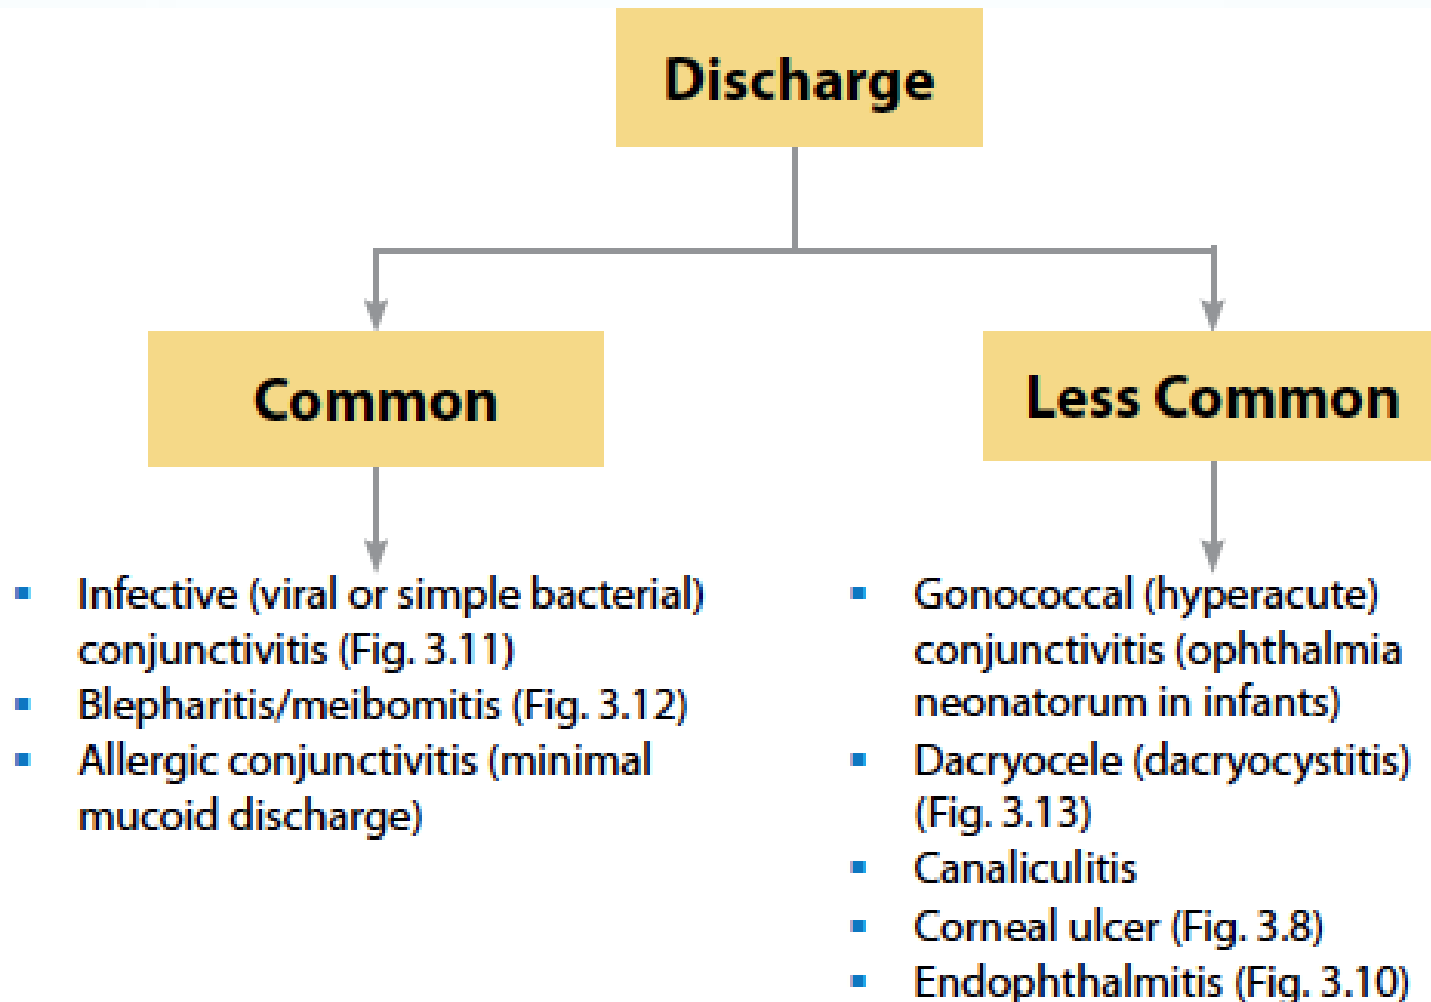 Discharge
Common
Less Common
Infective (viral or simple bacterial)
conjunctivitis (Fig. 3.11)
Blepharitis/meibomitis (Fig. 3.12)
Allergic conjunctivitis (minimal
mucoid discharge)
Gonococcal (hyperacute)
conjunctivitis (ophthalmia
neonatorum in infants)
Dacryocele (dacryocystitis)
(Fig. 3.13)
Canaliculitis
Corneal ulcer (Fig. 3.8)
Endophthalmitis (Fig. 3.10)